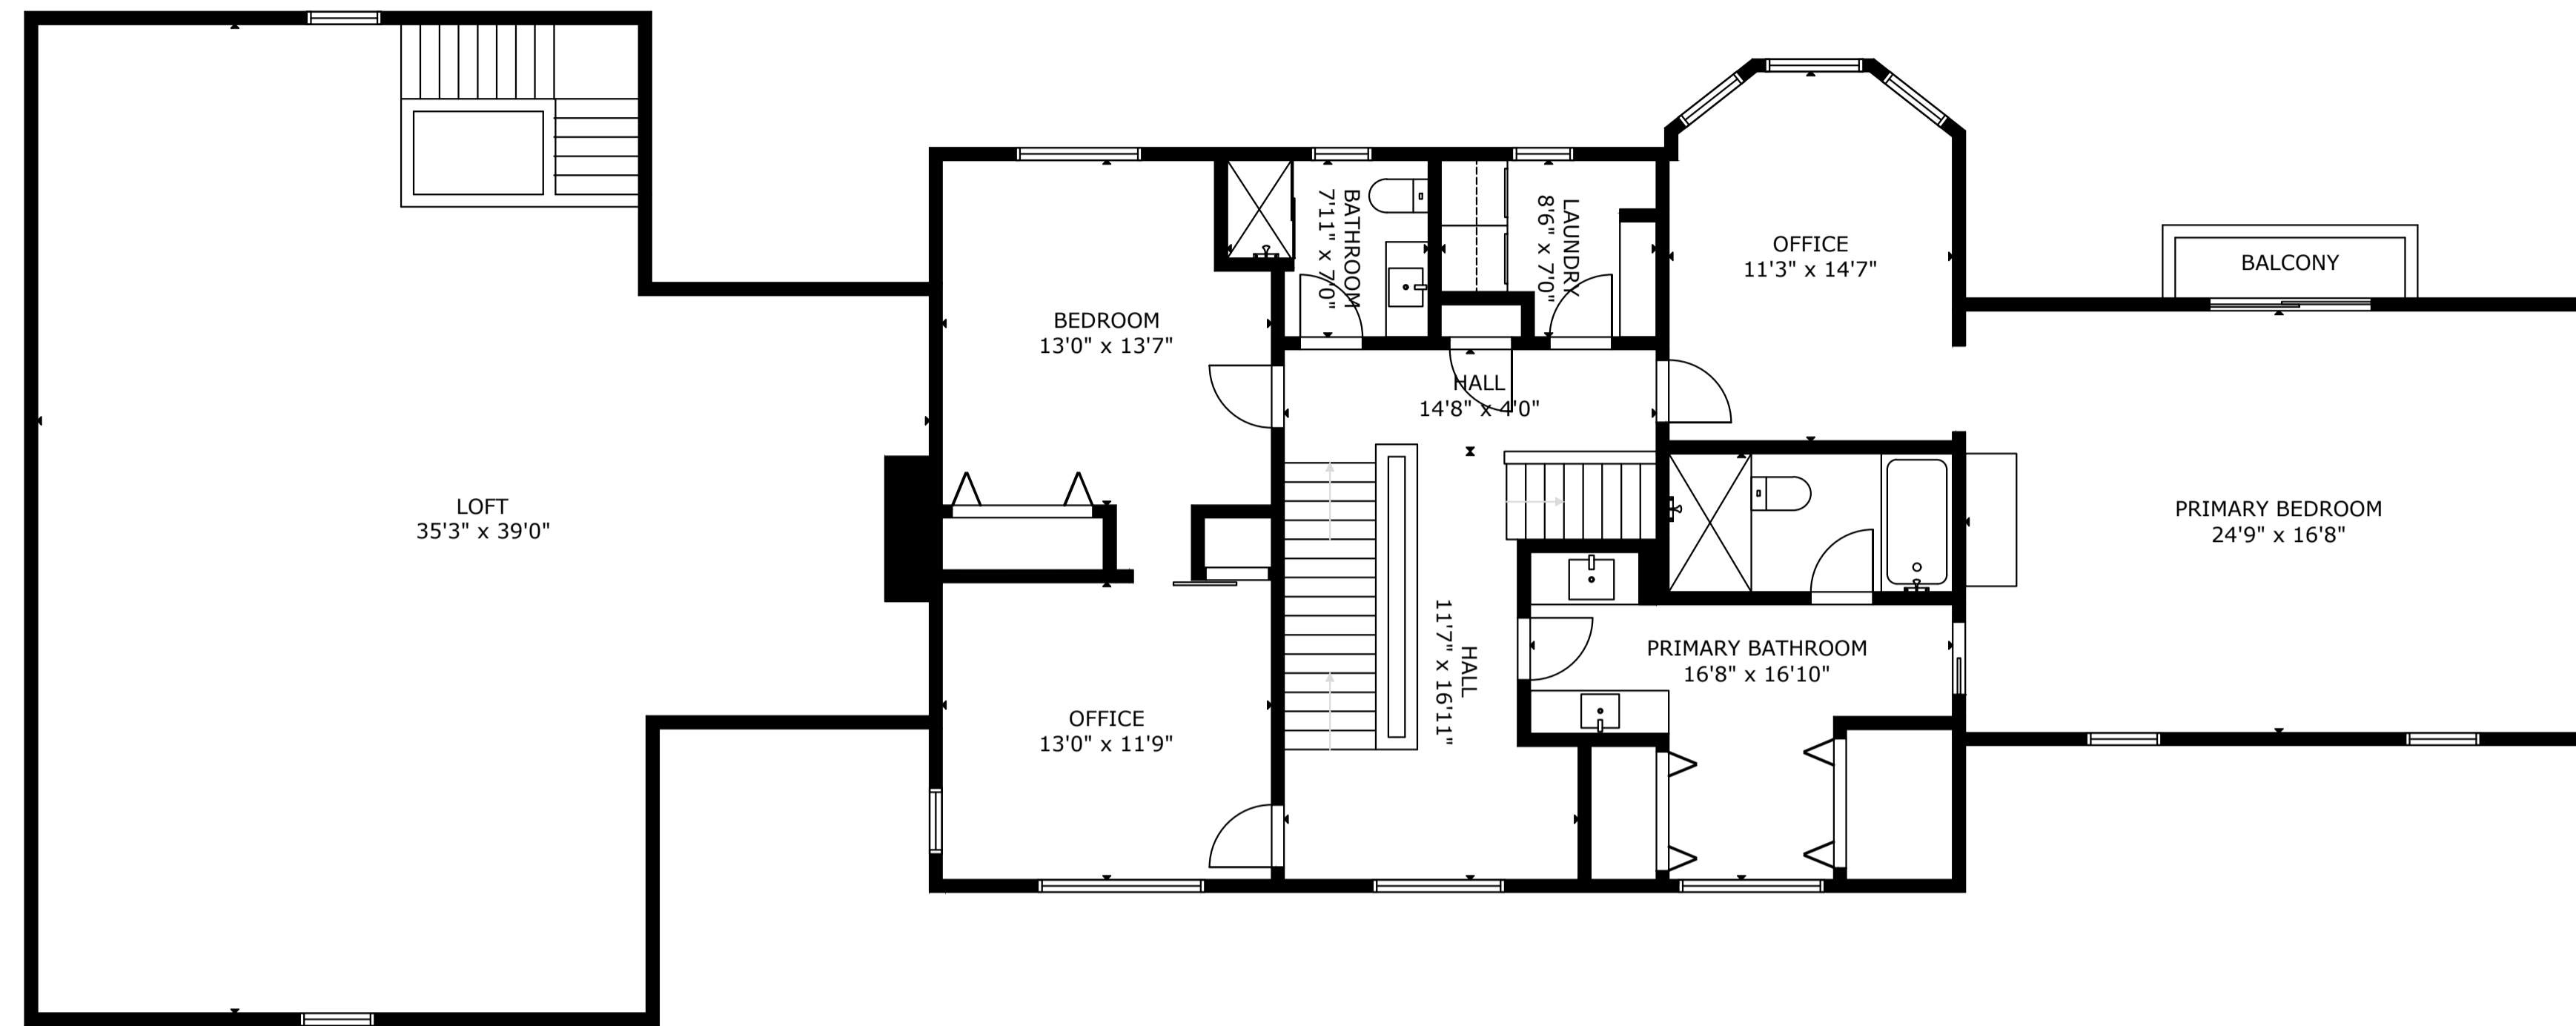 LOFT
35'3" x 39'0"
BEDROOM
13'0" x 13'7"
OFFICE
13'0" x 11'9"
BATHROOM
7'11" x 7'0"
LAUNDRY
8'6" x 7'0"
HALL
14'8" x 4'0"
HALL
11'7" x 16'11"
OFFICE
11'3" x 14'7"
PRIMARY BATHROOM
16'8" x 16'10"
BALCONY
PRIMARY BEDROOM
24'9" x 16'8"